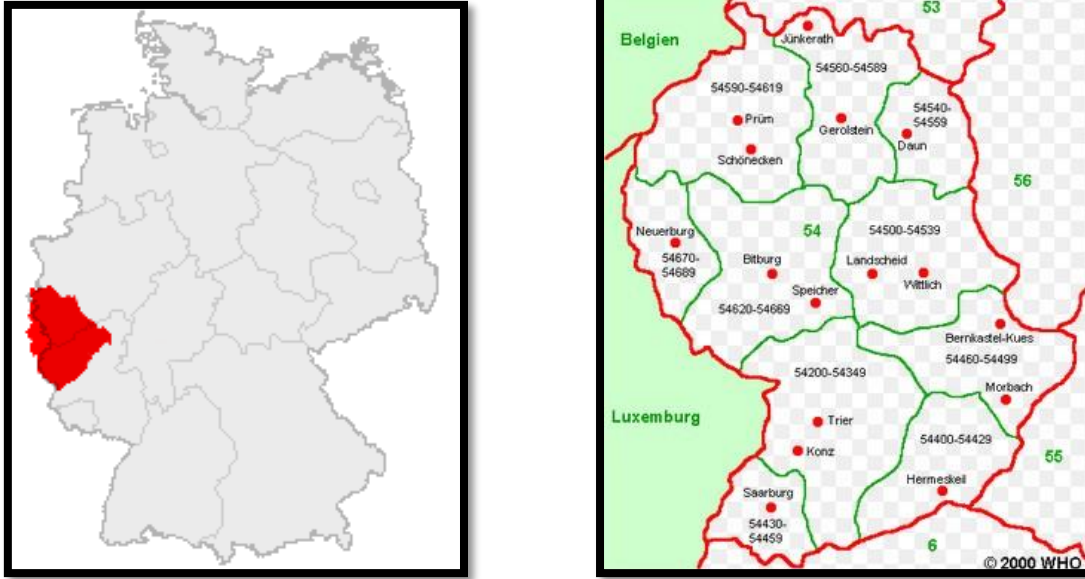 53
Belgien
Jünkerath
54560-54589
54590-54619
54540-
54559
Prüm
Gerolstein
Daun
Schönecken
56
Neuerburg
54670-
54689
54
54500-54539
Bitburg
Landscheid
Wittlich
Speicher
54620-54669
Bernkastel-Kues
54460-54499
54200-54349
Morbach
Luxemburg
Trier
54400-54429
Konz
55
Hermeskeil
Saarburg
54430-
54459
6
© 2000 WHO